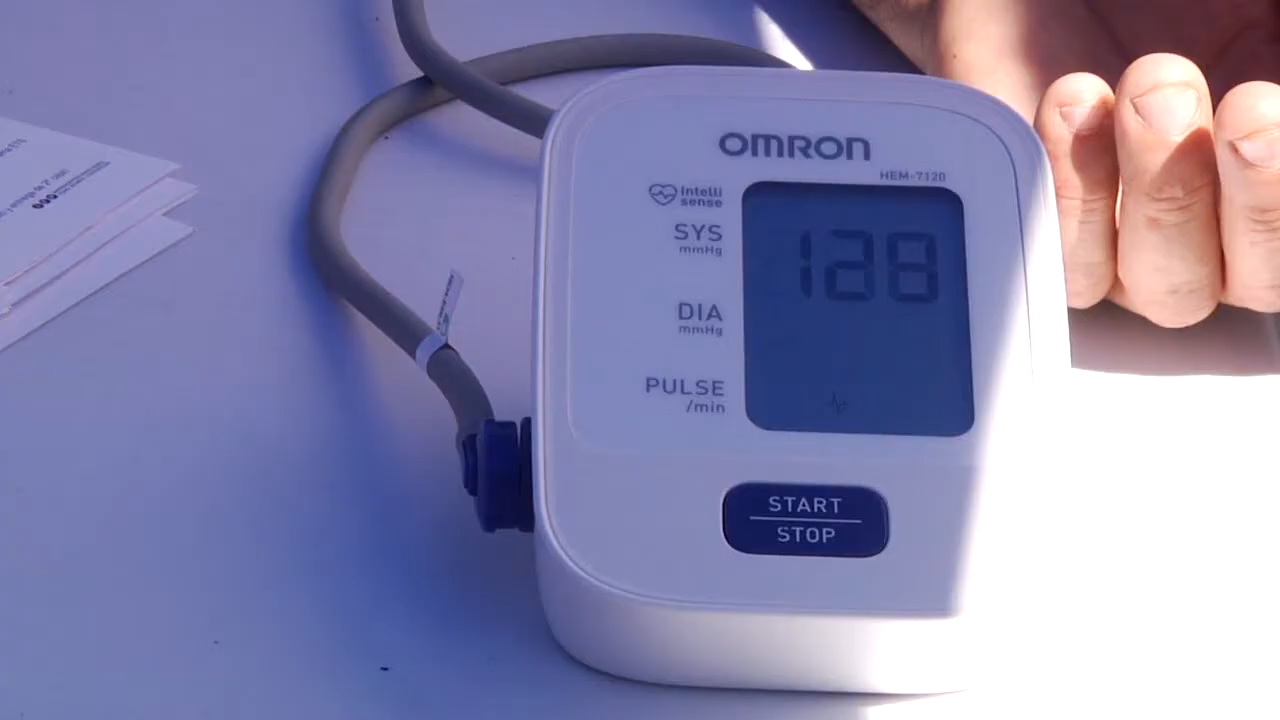 OMRON
HEM-7120
Intelli
sense
SYS
mmHg
128
DIA
mmHg
PULSE
/min
START
STOP